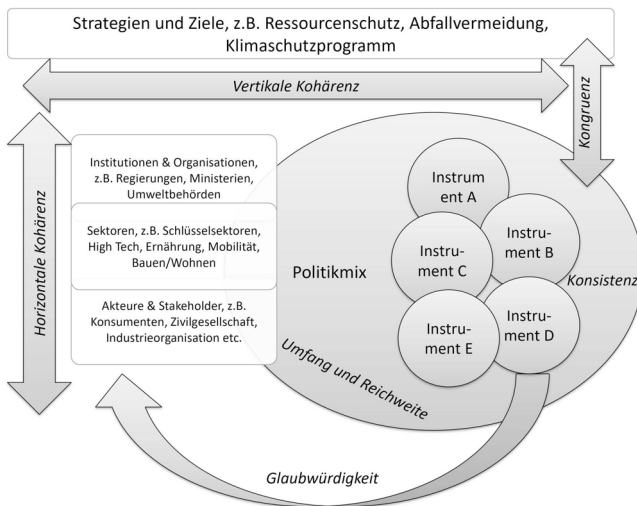 Strategien und Ziele, z.B. Ressourcenschutz, Abfallvermeidung,
Klimaschutzprogramm
Vertikale Kohärenz
Kongruenz
Horizontale Kohärenz
Institutionen & Organisationen,
z.B. Regierungen, Ministerien,
Umweltbehörden
Sektoren, z.B. Schlüsselsektoren,
High Tech, Ernährung, Mobilität,
Bauen/Wohnen
Akteure & Stakeholder, z.B.
Konsumenten, Zivilgesellschaft,
Industrieorganisation etc.
Politikmix
Instrum
ent A
Instru-
ment B
Instru-
ment C
Konsistenz
Instru-
ment D
Instru-
ment E
Umfang und Reichweite
Glaubwürdigkeit